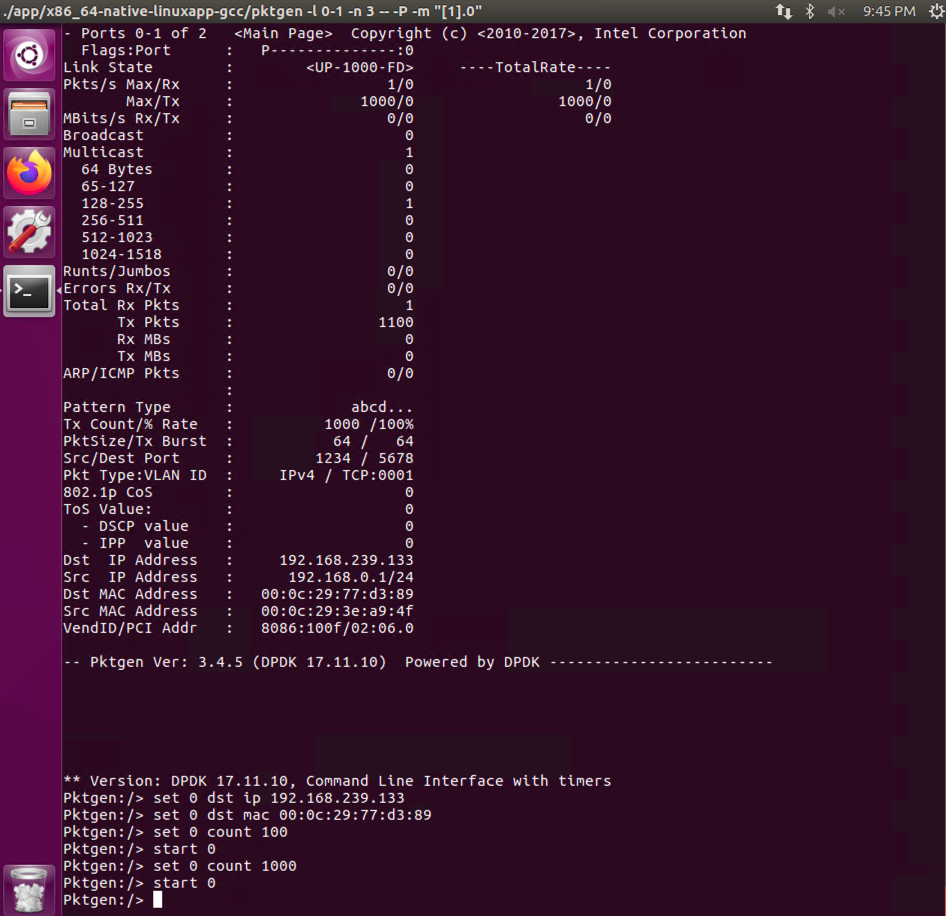 ./app/x86_64-native-linuxapp-gcc/pktgen -l 0-1 -n 3 -- -P -m "[1].0" 9:45 PM
- Ports 0-1 of 2   <Main Page>  Copyright (c) <2010-2017>, Intel Corporation
  Flags:Port      :   P--------------:0
Link State        :        <UP-1000-FD>     ----TotalRate----
Pkts/s Max/Rx     :                 1/0                   1/0
       Max/Tx     :              1000/0                1000/0
MBits/s Rx/Tx     :                 0/0                   0/0
Broadcast         :                   0
Multicast         :                   1
  64 Bytes        :                   0
  65-127          :                   0
  128-255         :                   1
  256-511         :                   0
  512-1023        :                   0
  1024-1518       :                   0
Runts/Jumbos      :                 0/0
Errors Rx/Tx      :                 0/0
Total Rx Pkts     :                   1
      Tx Pkts     :                1100
      Rx MBs      :                   0
      Tx MBs      :                   0
ARP/ICMP Pkts     :                 0/0
                  :
Pattern Type      :             abcd...
Tx Count/% Rate   :          1000 /100%
PktSize/Tx Burst  :           64 /   64
Src/Dest Port     :         1234 / 5678
Pkt Type:VLAN ID  :     IPv4 / TCP:0001
802.1p CoS        :                   0
ToS Value:        :                   0
  - DSCP value    :                   0
  - IPP  value    :                   0
Dst  IP Address   :     192.168.239.133
Src  IP Address   :      192.168.0.1/24
Dst MAC Address   :   00:0c:29:77:d3:89
Src MAC Address   :   00:0c:29:3e:a9:4f
VendID/PCI Addr   :   8086:100f/02:06.0
-- Pktgen Ver: 3.4.5 (DPDK 17.11.10)  Powered by DPDK -------------------------
** Version: DPDK 17.11.10, Command Line Interface with timers
Pktgen:/> set 0 dst ip 192.168.239.133
Pktgen:/> set 0 dst mac 00:0c:29:77:d3:89
Pktgen:/> set 0 count 100
Pktgen:/> start 0
Pktgen:/> set 0 count 1000
Pktgen:/> start 0
Pktgen:/>